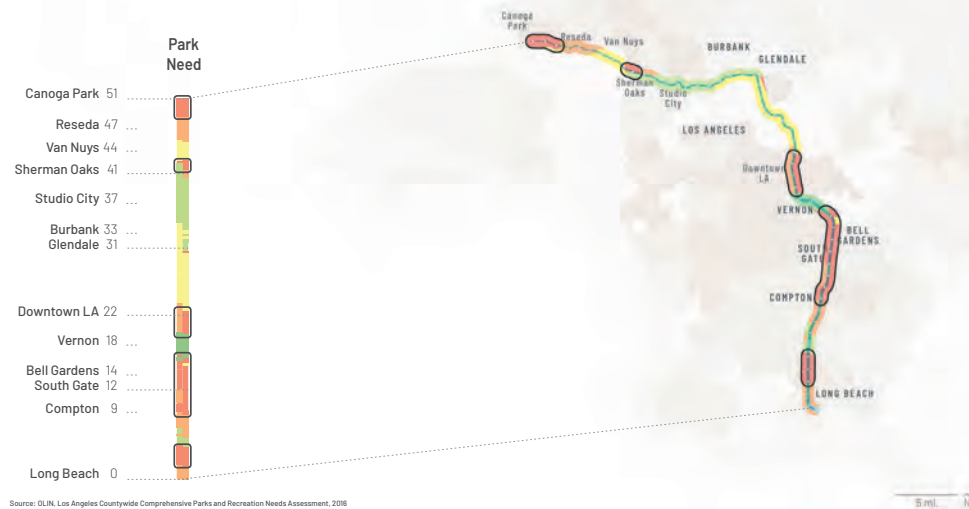 Park
Need
Canoga Park 51
Reseda 47 ...
Van Nuys 44 ...
Sherman Oaks 41
Studio City 37 ...
Burbank 33 ...
Glendale 31
Downtown LA 22
Vernon 18 ...
Bell Gardens 14 ...
South Gate 12
Compton 9 ...
Long Beach 0
Canoga
Park
Reseda
Van Nuys
BURBANK
GLENDALE
Sherman
Oaks
Studio
City
LOS ANGELES
Downtown
LA
VERNON
BELL
GARDENS
SOUTH
GATE
COMPTON
LONG BEACH
Source: OLIN, Los Angeles Countywide Comprehensive Parks and Recreation Needs Assessment, 2016
5 mi.